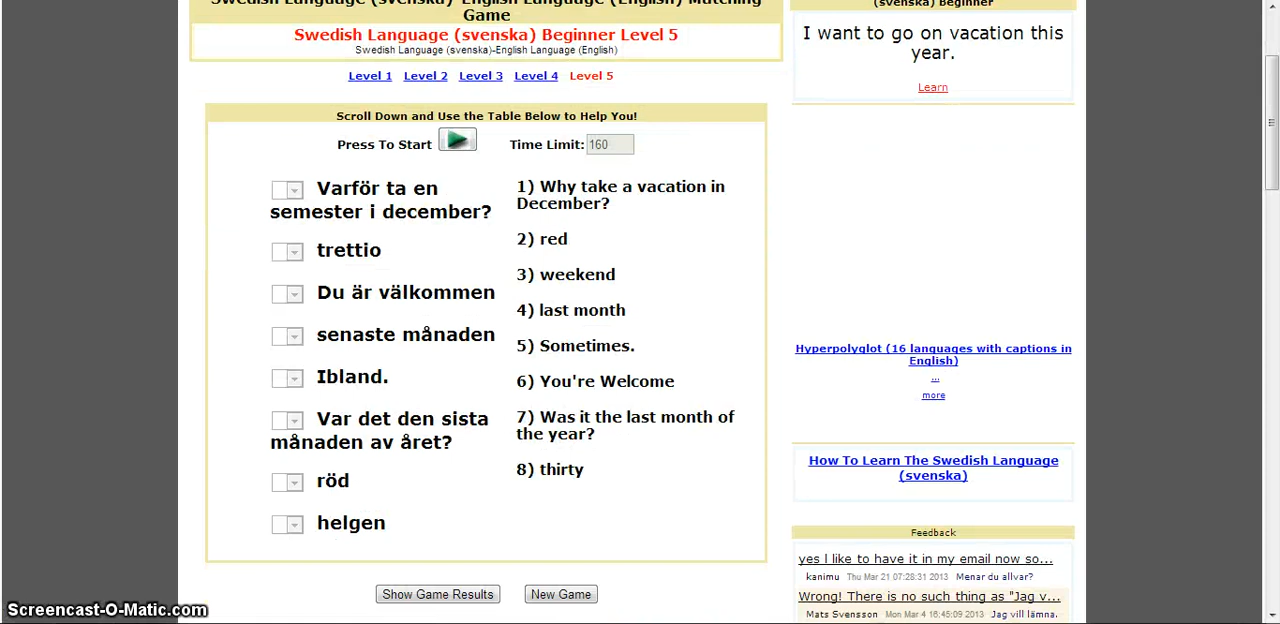 Swedish Language (svenska)-English Language (English) Matching
Game
Swedish Language (svenska) Beginner Level 5
Swedish Language (svenska)-English Language (English)
Level 1 Level 2 Level 3 Level 4 Level 5
Scroll Down and Use the Table Below to Help You!
Press To Start Time Limit: 160
Varför ta en
semester i december?
trettio
Du är välkommen
senaste månaden
Ibland.
Var det den sista
månaden av året?
röd
helgen
1) Why take a vacation in
December?
2) red
3) weekend
4) last month
5) Sometimes.
6) You're Welcome
7) Was it the last month of
the year?
8) thirty
Show Game Results New Game
(svenska) Beginner
I want to go on vacation this
year.
Learn
Hyperpolyglot (16 languages with captions in
English)
...
more
How To Learn The Swedish Language
(svenska)
Feedback
yes l like to have it in my email now so...
kanimu Thu Mar 21 07:28:31 2013 Menar du allvar?
Wrong! There is no such thing as "Jag v...
Mats Svensson Mon Mar 4 16:45:09 2013 Jag vill lämna.
Screencast-O-Matic.com